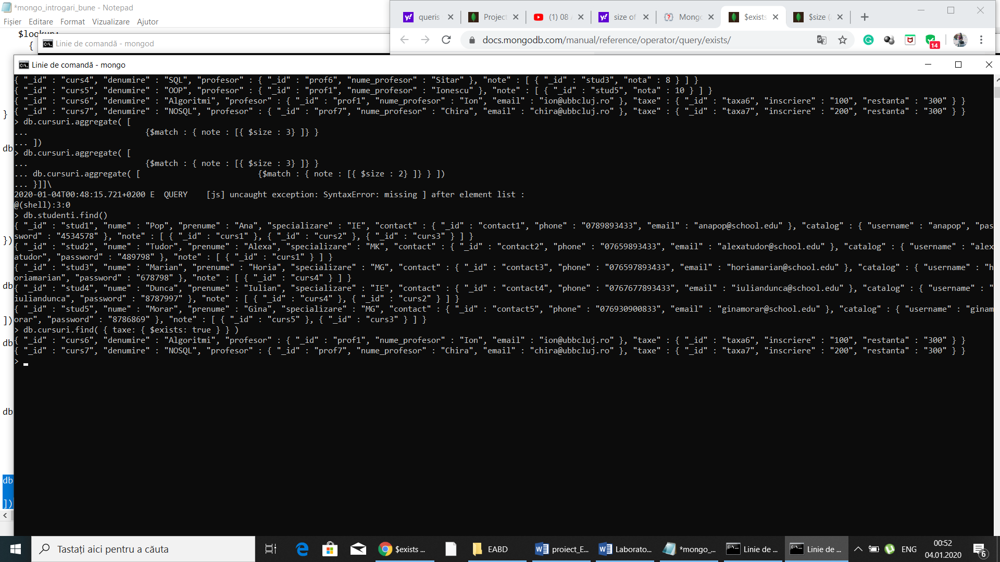 *mongo_introgari_bune - Notepad
Fișier Editare Format Vizualizare Ajutor
$lookup:
{
}
db
})
db
])
db
db
db
])
queris
Project
(1) 08
size of
Mongo
$exists
$size (
docs.mongodb.com/manual/reference/operator/query/exists/
14
Linie de comandă - mongod
Linie de comandă - mongo
{ "_id" : "curs4", "denumire" : "SQL", "profesor" : { "_id" : "prof6", "nume_profesor" : "Sitar" }, "note" : [ { "_id" : "stud3", "nota" : 8 } ] }
{ "_id" : "curs5", "denumire" : "OOP", "profesor" : { "_id" : "prof1", "nume_profesor" : "Ionescu" }, "note" : [ { "_id" : "stud5", "nota" : 10 } ] }
{ "_id" : "curs6", "denumire" : "Algoritmi", "profesor" : { "_id" : "prof1", "nume_profesor" : "Ion", "email" : "ion@ubbcluj.ro" }, "taxe" : { "_id" : "taxa6", "inscriere" : "100", "restanta" : "300" } }
{ "_id" : "curs7", "denumire" : "NOSQL", "profesor" : { "_id" : "prof7", "nume_profesor" : "Chira", "email" : "chira@ubbcluj.ro" }, "taxe" : { "_id" : "taxa7", "inscriere" : "200", "restanta" : "300" } }
> db.cursuri.aggregate( [
... {$match : { note : [{ $size : 3} ]} }
... ])
> db.cursuri.aggregate( [
... {$match : { note : [{ $size : 3} ]} }
... db.cursuri.aggregate( [ {$match : { note : [{ $size : 2} ]} } ])
... }]]\
2020-01-04T00:48:15.721+0200 E QUERY [js] uncaught exception: SyntaxError: missing ] after element list :
@(shell):3:0
> db.studenti.find()
{ "_id" : "stud1", "nume" : "Pop", "prenume" : "Ana", "specializare" : "IE", "contact" : { "_id" : "contact1", "phone" : "0789893433", "email" : "anapop@school.edu" }, "catalog" : { "username" : "anapop", "pas
sword" : "4534578" }, "note" : [ { "_id" : "curs1" }, { "_id" : "curs2" }, { "_id" : "curs3" } ] }
{ "_id" : "stud2", "nume" : "Tudor", "prenume" : "Alexa", "specializare" : "MK", "contact" : { "_id" : "contact2", "phone" : "07659893433", "email" : "alexatudor@school.edu" }, "catalog" : { "username" : "alex
atudor", "password" : "489798" }, "note" : [ { "_id" : "curs1" } ] }
{ "_id" : "stud3", "nume" : "Marian", "prenume" : "Horia", "specializare" : "MG", "contact" : { "_id" : "contact3", "phone" : "076597893433", "email" : "horiamarian@school.edu" }, "catalog" : { "username" : "h
oriamarian", "password" : "678798" }, "note" : [ { "_id" : "curs4" } ] }
{ "_id" : "stud4", "nume" : "Dunca", "prenume" : "Iulian", "specializare" : "IE", "contact" : { "_id" : "contact4", "phone" : "0767677893433", "email" : "iuliandunca@school.edu" }, "catalog" : { "username" : "
iuliandunca", "password" : "8787997" }, "note" : [ { "_id" : "curs4" }, { "_id" : "curs2" } ] }
{ "_id" : "stud5", "nume" : "Morar", "prenume" : "Gina", "specializare" : "MG", "contact" : { "_id" : "contact5", "phone" : "076930900833", "email" : "ginamorar@school.edu" }, "catalog" : { "username" : "ginam
orar", "password" : "8786869" }, "note" : [ { "_id" : "curs5" }, { "_id" : "curs3" } ] }
> db.cursuri.find( { taxe: { $exists: true } } )
{ "_id" : "curs6", "denumire" : "Algoritmi", "profesor" : { "_id" : "prof1", "nume_profesor" : "Ion", "email" : "ion@ubbcluj.ro" }, "taxe" : { "_id" : "taxa6", "inscriere" : "100", "restanta" : "300" } }
{ "_id" : "curs7", "denumire" : "NOSQL", "profesor" : { "_id" : "prof7", "nume_profesor" : "Chira", "email" : "chira@ubbcluj.ro" }, "taxe" : { "_id" : "taxa7", "inscriere" : "200", "restanta" : "300" } }
>
Tastați aici pentru a căuta
$exists ...
EABD
proiect_E...
Laborato...
*mongo_...
Linie de ...
Linie de ...
ENG
00:52
04.01.2020
6